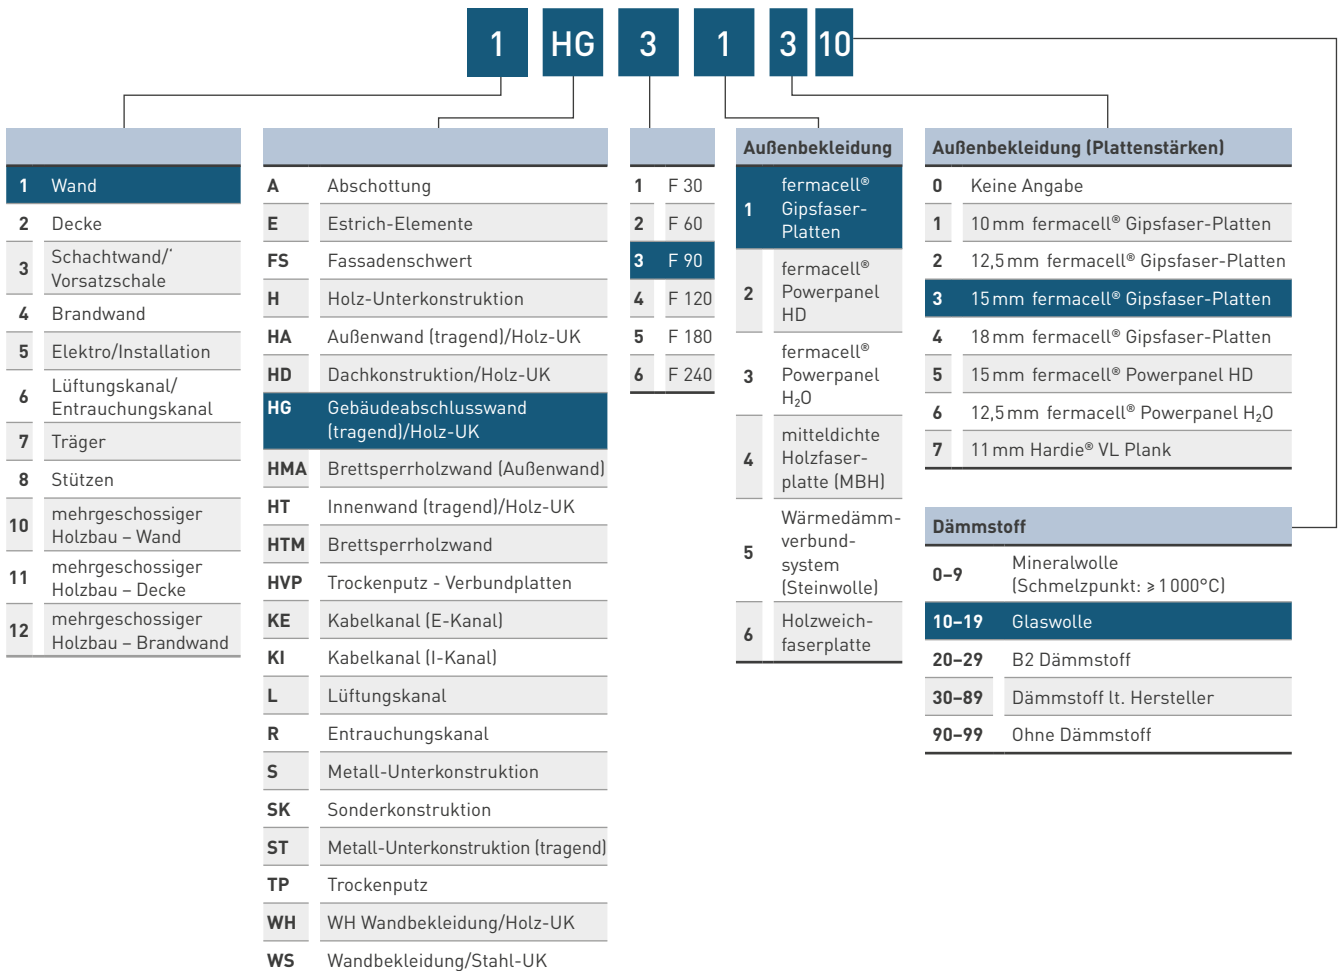 1 HG 3 1 3 10
1 Wand
2 Decke
3 Schachtwand/‘
Vorsatzschale
4 Brandwand
5 Elektro/Installation
6 Lüftungskanal/
Entrauchungskanal
7 Träger
8 Stützen
10 mehrgeschossiger
Holzbau – Wand
11 mehrgeschossiger
Holzbau – Decke
12 mehrgeschossiger
Holzbau – Brandwand
A Abschottung
E Estrich-Elemente
FS Fassadenschwert
H Holz-Unterkonstruktion
HA Außenwand (tragend)/Holz-UK
HD Dachkonstruktion/Holz-UK
HG Gebäudeabschlusswand
(tragend)/Holz-UK
HMA Brettsperrholzwand (Außenwand)
HT Innenwand (tragend)/Holz-UK
HTM Brettsperrholzwand
HVP Trockenputz - Verbundplatten
KE Kabelkanal (E-Kanal)
KI Kabelkanal (I-Kanal)
L Lüftungskanal
R Entrauchungskanal
S Metall-Unterkonstruktion
SK Sonderkonstruktion
ST Metall-Unterkonstruktion (tragend)
TP Trockenputz
WH WH Wandbekleidung/Holz-UK
WS Wandbekleidung/Stahl-UK
1 F 30
2 F 60
3 F 90
4 F 120
5 F 180
6 F 240
Außenbekleidung
1 fermacell®
Gipsfaser-
Platten
2 fermacell®
Powerpanel
HD
3 fermacell®
Powerpanel
H₂O
4 mitteldichte
Holzfaser-
platte (MBH)
5 Wärmedämm-
verbund-
system
(Steinwolle)
6 Holzweich-
faserplatte
Außenbekleidung (Plattenstärken)
0 Keine Angabe
1 10 mm fermacell® Gipsfaser-Platten
2 12,5 mm fermacell® Gipsfaser-Platten
3 15 mm fermacell® Gipsfaser-Platten
4 18 mm fermacell® Gipsfaser-Platten
5 15 mm fermacell® Powerpanel HD
6 12,5 mm fermacell® Powerpanel H₂O
7 11 mm Hardie® VL Plank
Dämmstoff
0–9 Mineralwolle
(Schmelzpunkt: ≥ 1 000°C)
10–19 Glaswolle
20–29 B2 Dämmstoff
30–89 Dämmstoff lt. Hersteller
90–99 Ohne Dämmstoff